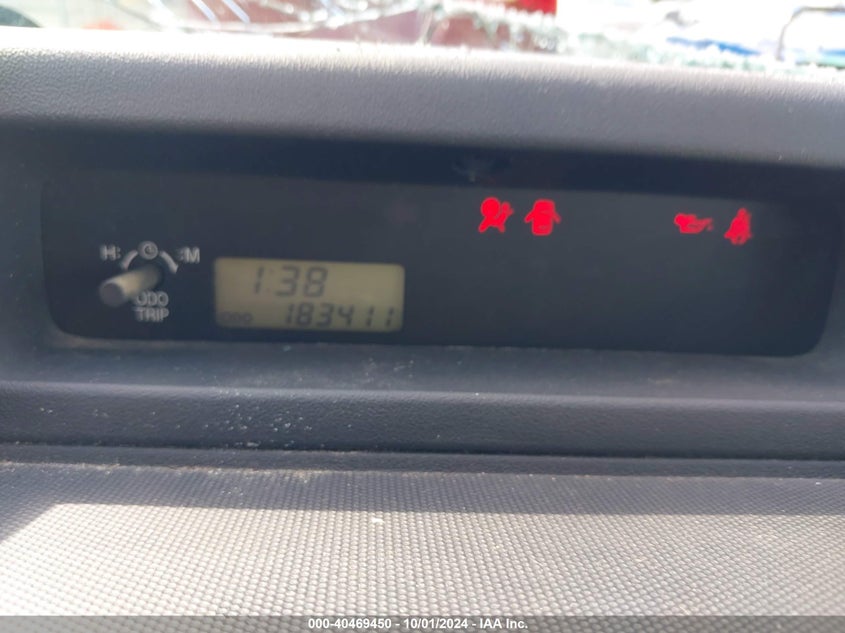 H: :M
1:38
ODO
TRIP
ODO 183411
000-40469450 - 10/01/2024 - IAA Inc.